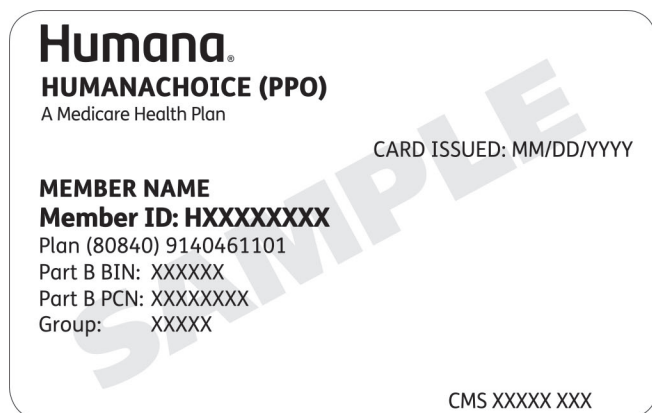 Humana®
HUMANACHOICE (PPO)
A Medicare Health Plan
CARD ISSUED: MM/DD/YYYY
MEMBER NAME
Member ID: HXXXXXXXX
Plan (80840) 9140461101
Part B BIN: XXXXXX
Part B PCN: XXXXXXXX
Group: XXXXX
SAMPLE
CMS XXXXX XXX